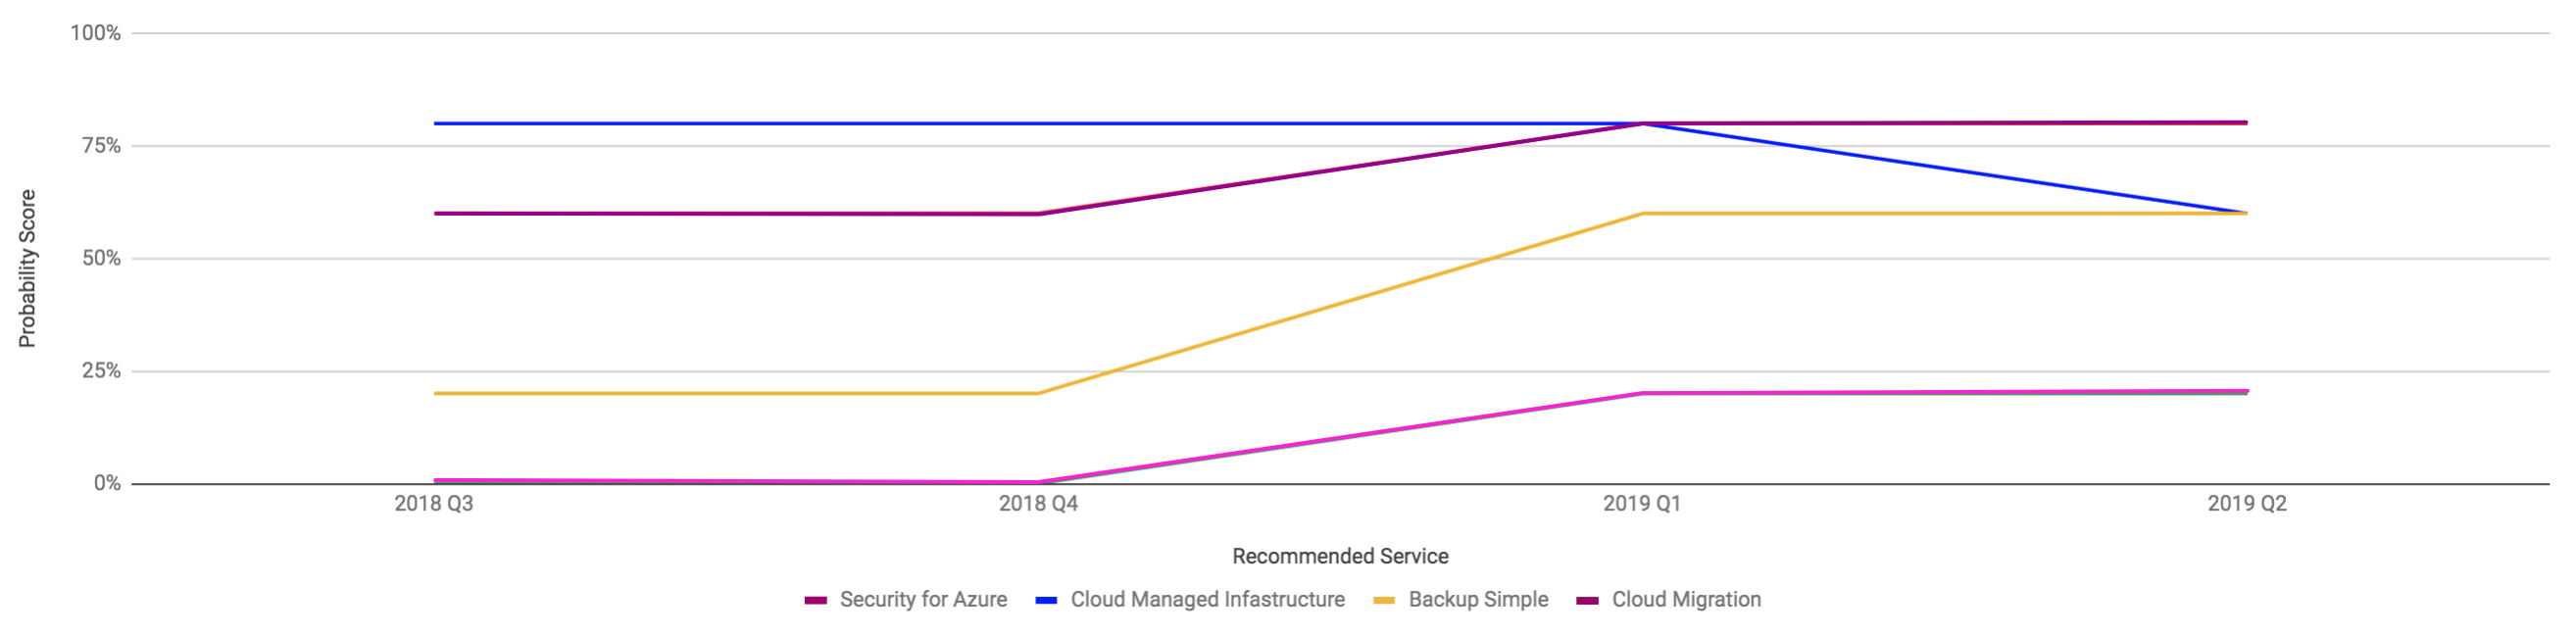 100%
75%
50%
25%
0%
Probability Score
2018 Q3 2018 Q4 2019 Q1 2019 Q2
Recommended Service
Security for Azure Cloud Managed Infastructure Backup Simple Cloud Migration